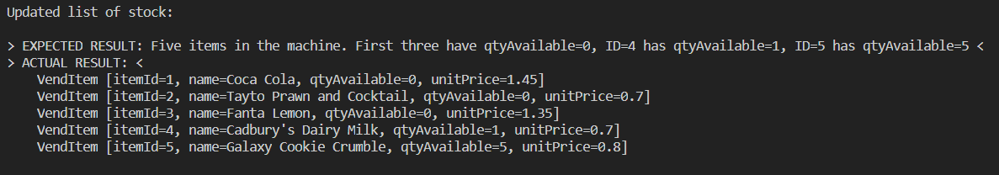 Updated list of stock:
> EXPECTED RESULT: Five items in the machine. First three have qtyAvailable=0, ID=4 has qtyAvailable=1, ID=5 has qtyAvailable=5 <
> ACTUAL RESULT: <
VendItem [itemId=1, name=Coca Cola, qtyAvailable=0, unitPrice=1.45]
VendItem [itemId=2, name=Tayto Prawn and Cocktail, qtyAvailable=0, unitPrice=0.7]
VendItem [itemId=3, name=Fanta Lemon, qtyAvailable=0, unitPrice=1.35]
VendItem [itemId=4, name=Cadbury's Dairy Milk, qtyAvailable=1, unitPrice=0.7]
VendItem [itemId=5, name=Galaxy Cookie Crumble, qtyAvailable=5, unitPrice=0.8]